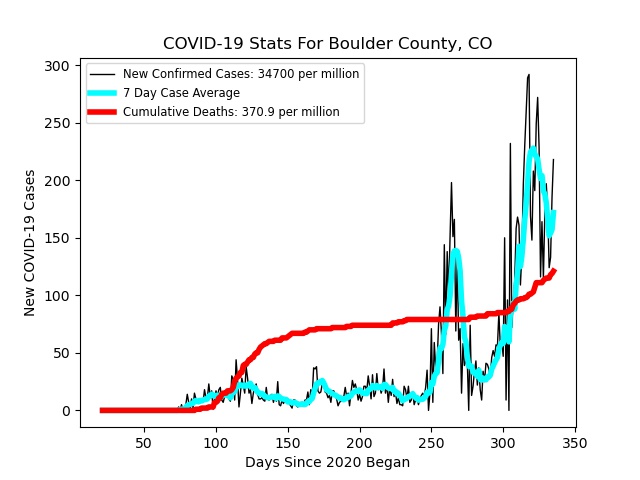 COVID-19 Stats For Boulder County, CO
New Confirmed Cases: 34700 per million
7 Day Case Average
Cumulative Deaths: 370.9 per million
300
250
200
150
100
50
0
New COVID-19 Cases
50 100 150 200 250 300 350
Days Since 2020 Began